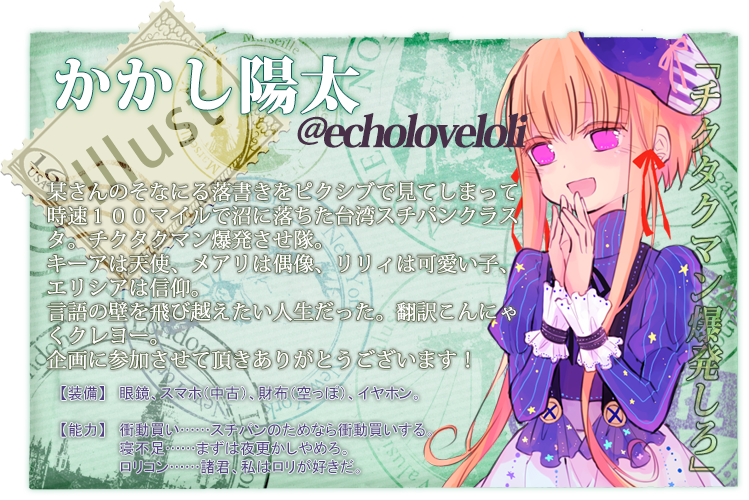 illust
かかし陽太
@echoloveloli
『チクタクマン爆発しろ』
某さんのそなにる落書きをピクシブで見てしまって
時速１００マイルで沼に落ちた台湾スチパンクラス
タ。チクタクマン爆発させ隊。
キーアは天使、メアリは偶像、リリィは可愛い子、
エリシアは信仰。
言語の壁を飛び越えたい人生だった。翻訳こんにゃ
くクレヨー。
企画に参加させて頂きありがとうございます！
【装備】 眼鏡、スマホ（中古）、財布（空っぽ）、イヤホン。
【能力】 衝動買い……スチパンのためなら衝動買いする。
寝不足……まずは夜更かしやめろ。
ロリコン……諸君、私はロリが好きだ。